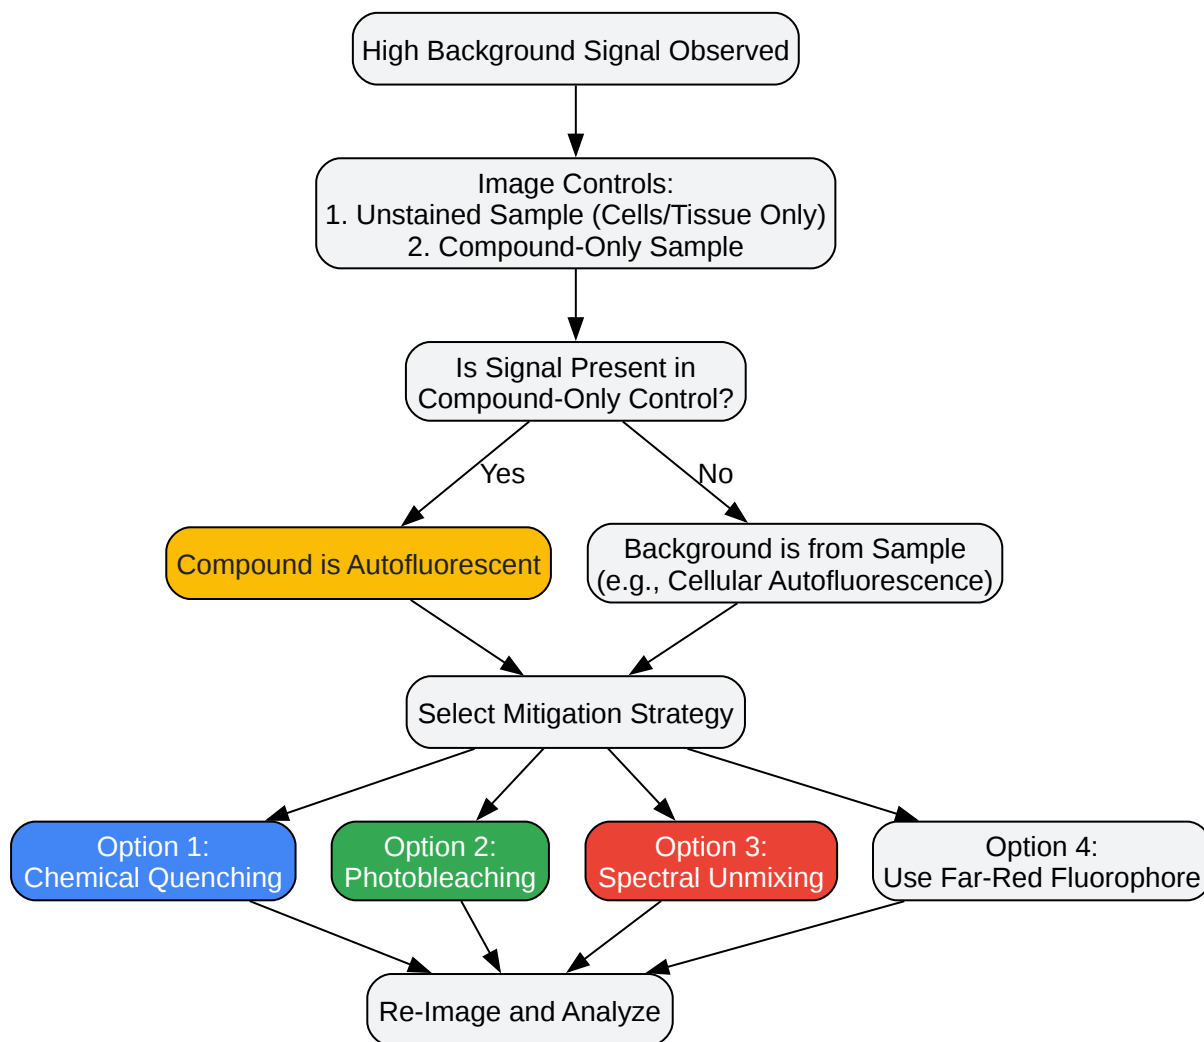 High Background Signal Observed
Image Controls:
1. Unstained Sample (Cells/Tissue Only)
2. Compound-Only Sample
Is Signal Present in
Compound-Only Control?
Yes
No
Compound is Autofluorescent
Background is from Sample
(e.g., Cellular Autofluorescence)
Select Mitigation Strategy
Option 1:
Chemical Quenching
Option 2:
Photobleaching
Option 3:
Spectral Unmixing
Option 4:
Use Far-Red Fluorophore
Re-Image and Analyze